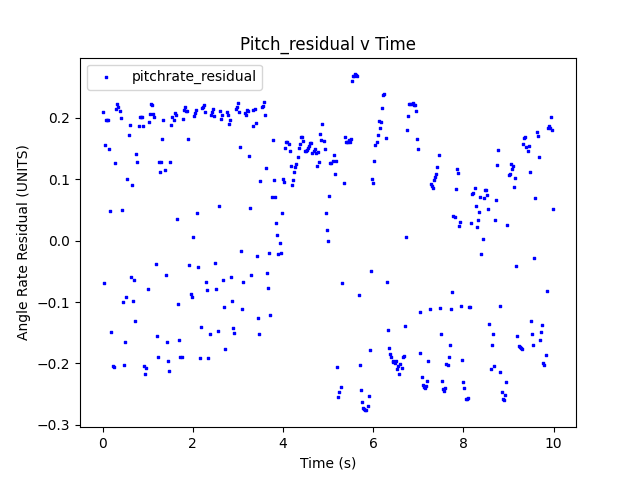 Pitch_residual v Time
pitchrate_residual
Angle Rate Residual (UNITS)
0.2
0.1
0.0
−0.1
−0.2
−0.3
0 2 4 6 8 10
Time (s)